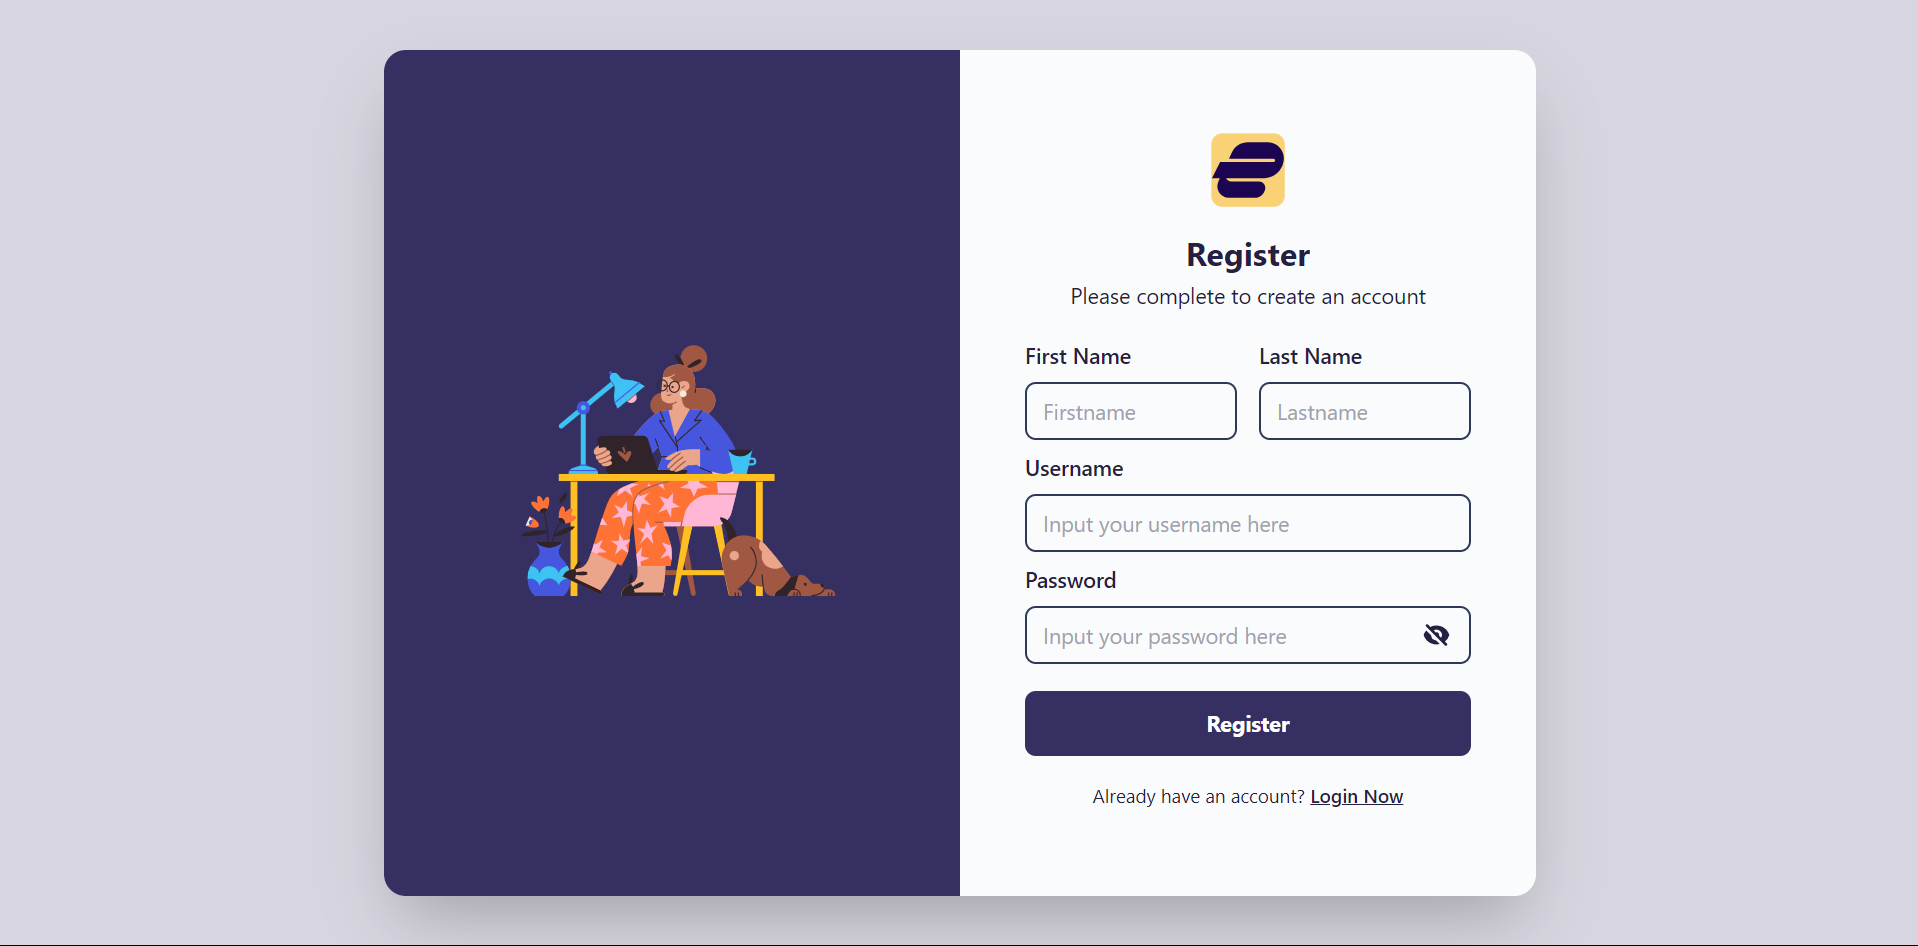 Register
Please complete to create an account
First Name Last Name
Firstname Lastname
Username
Input your username here
Password
Input your password here
Register
Already have an account? Login Now